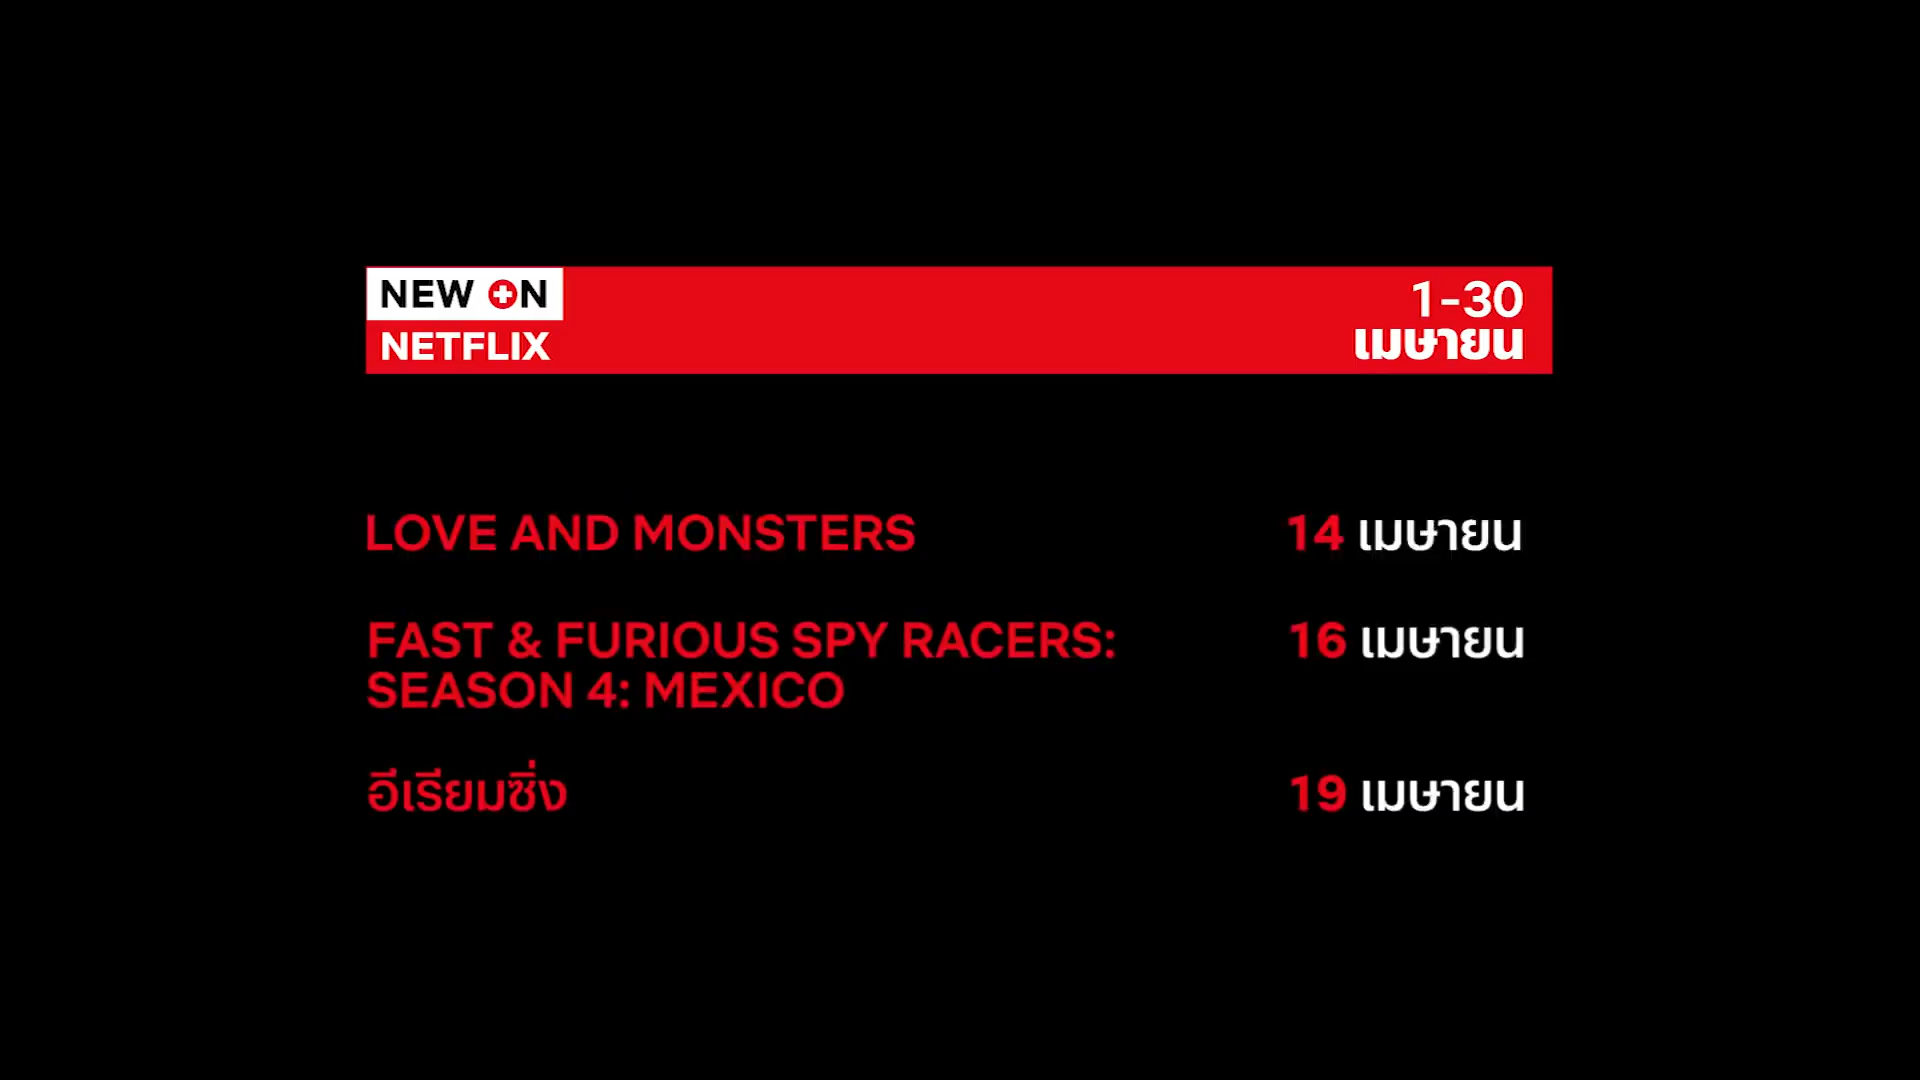 NEW ON
NETFLIX
1-30
เมษายน
LOVE AND MONSTERS
14 เมษายน
FAST & FURIOUS SPY RACERS:
SEASON 4: MEXICO
16 เมษายน
อีเรียมซิ่ง
19 เมษายน